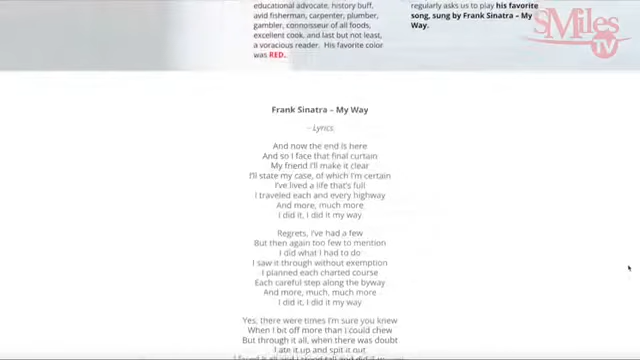 educational advocate, history buff,
avid fisherman, carpenter, plumber,
gambler, connoisseur of all foods,
excellent cook, and last but not least,
a voracious reader. His favorite color
was RED.
regularly asks us to play his favorite
song, sung by Frank Sinatra – My
Way.
SMiles
TV
Frank Sinatra – My Way
~ Lyrics
And now the end is here
And so I face that final curtain
My friend I'll make it clear
I'll state my case, of which I'm certain
I've lived a life that's full
I traveled each and every highway
And more, much more
I did it, I did it my way
Regrets, I've had a few
But then again too few to mention
I did what I had to do
I saw it through without exemption
I planned each charted course
Each careful step along the byway
And more, much, much more
I did it, I did it my way
Yes, there were times I'm sure you knew
When I bit off more than I could chew
But through it all, when there was doubt
I ate it up and spit it out